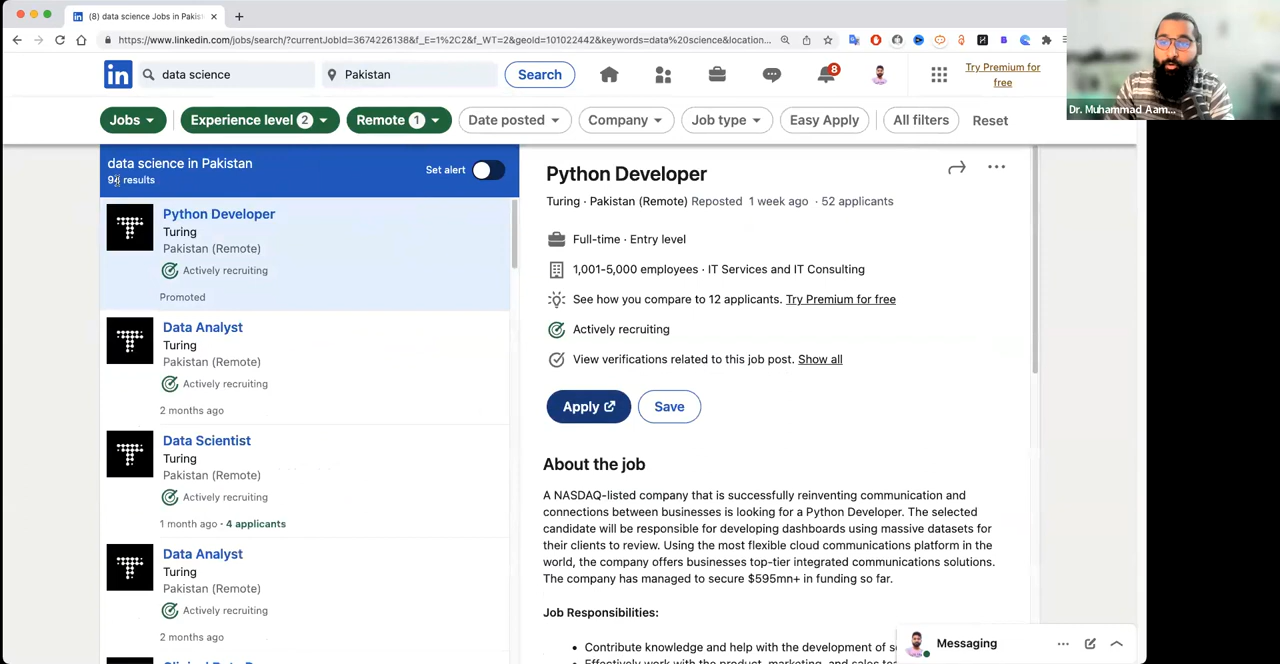 (8) data science Jobs in Pakist
https://www.linkedin.com/jobs/search/?currentJobId=3674226138&f_E=1%2C2&f_WT=2&geoId=101022442&keywords=data%20science&location...
in
data science
Pakistan
Search
8
Try Premium for
free
Jobs
Experience level 2
Remote 1
Date posted
Company
Job type
Easy Apply
All filters
Reset
Dr. Muhammad Aam...
data science in Pakistan
results
Set alert
Python Developer
Turing
Pakistan (Remote)
Actively recruiting
Promoted
Data Analyst
Turing
Pakistan (Remote)
Actively recruiting
2 months ago
Data Scientist
Turing
Pakistan (Remote)
Actively recruiting
1 month ago · 4 applicants
Data Analyst
Turing
Pakistan (Remote)
Actively recruiting
2 months ago
Python Developer
Turing · Pakistan (Remote) Reposted 1 week ago · 52 applicants
Full-time · Entry level
1,001-5,000 employees · IT Services and IT Consulting
See how you compare to 12 applicants. Try Premium for free
Actively recruiting
View verifications related to this job post. Show all
Apply
Save
About the job
A NASDAQ-listed company that is successfully reinventing communication and
connections between businesses is looking for a Python Developer. The selected
candidate will be responsible for developing dashboards using massive datasets for
their clients to review. Using the most flexible cloud communications platform in the
world, the company offers businesses top-tier integrated communications solutions.
The company has managed to secure $595mn+ in funding so far.
Job Responsibilities:
Contribute knowledge and help with the development of
Messaging